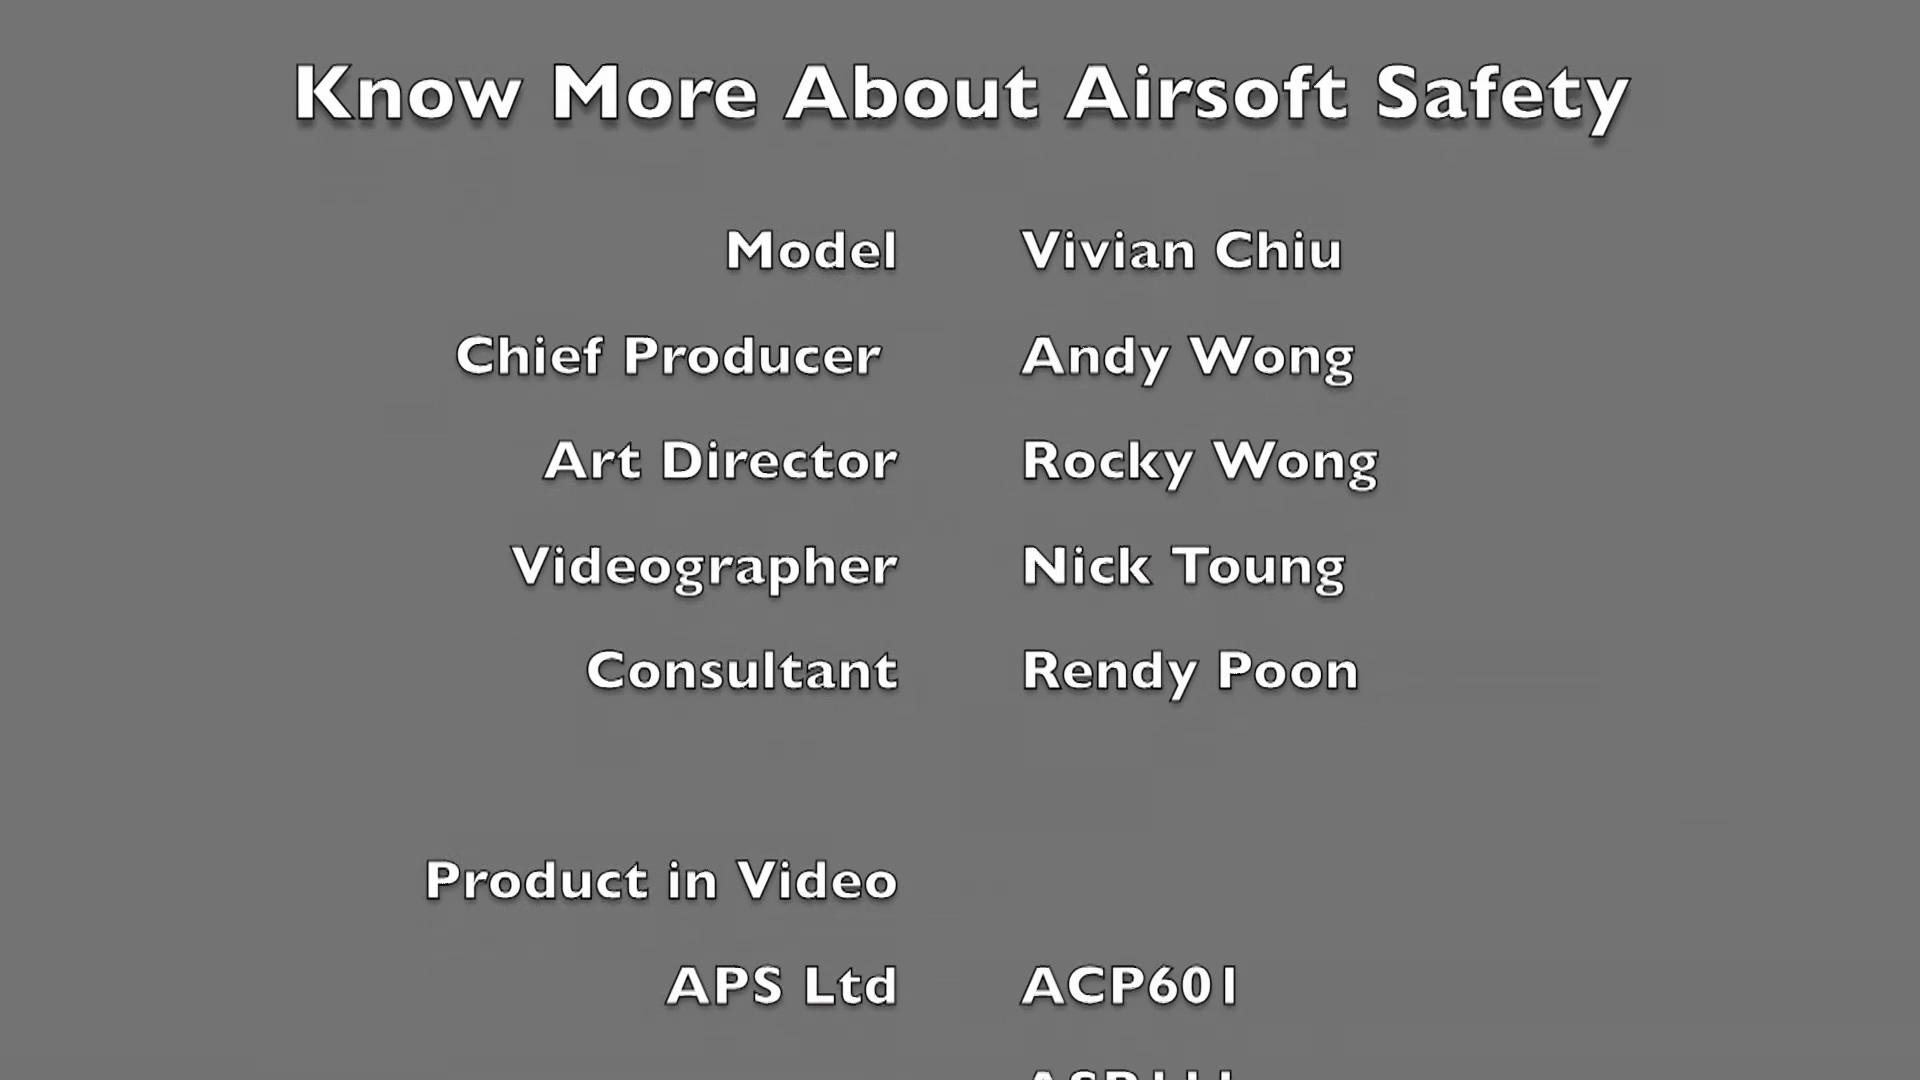 Know More About Airsoft Safety
Model Vivian Chiu
Chief Producer Andy Wong
Art Director Rocky Wong
Videographer Nick Toung
Consultant Rendy Poon
Product in Video
APS Ltd ACP601